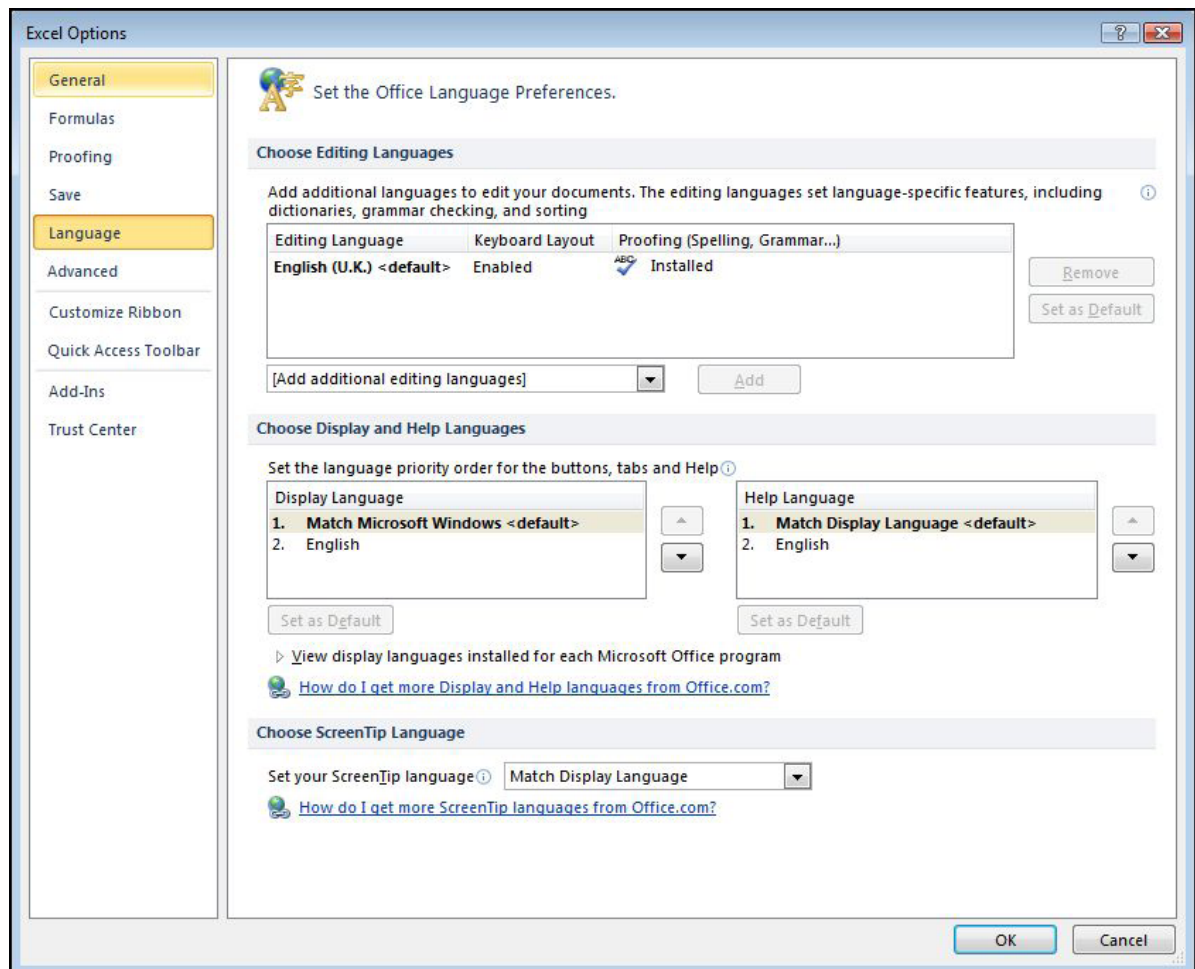 Excel Options
General
Formulas
Proofing
Save
Language
Advanced
Customize Ribbon
Quick Access Toolbar
Add-Ins
Trust Center
Set the Office Language Preferences.
Choose Editing Languages
Add additional languages to edit your documents. The editing languages set language-specific features, including
dictionaries, grammar checking, and sorting
Editing Language Keyboard Layout Proofing (Spelling, Grammar...)
English (U.K.) <default> Enabled ABC Installed
Remove
Set as Default
[Add additional editing languages] Add
Choose Display and Help Languages
Set the language priority order for the buttons, tabs and Help
Display Language
1. Match Microsoft Windows <default>
2. English
Set as Default
Help Language
1. Match Display Language <default>
2. English
Set as Default
View display languages installed for each Microsoft Office program
How do I get more Display and Help languages from Office.com?
Choose ScreenTip Language
Set your ScreenTip language Match Display Language
How do I get more ScreenTip languages from Office.com?
OK Cancel